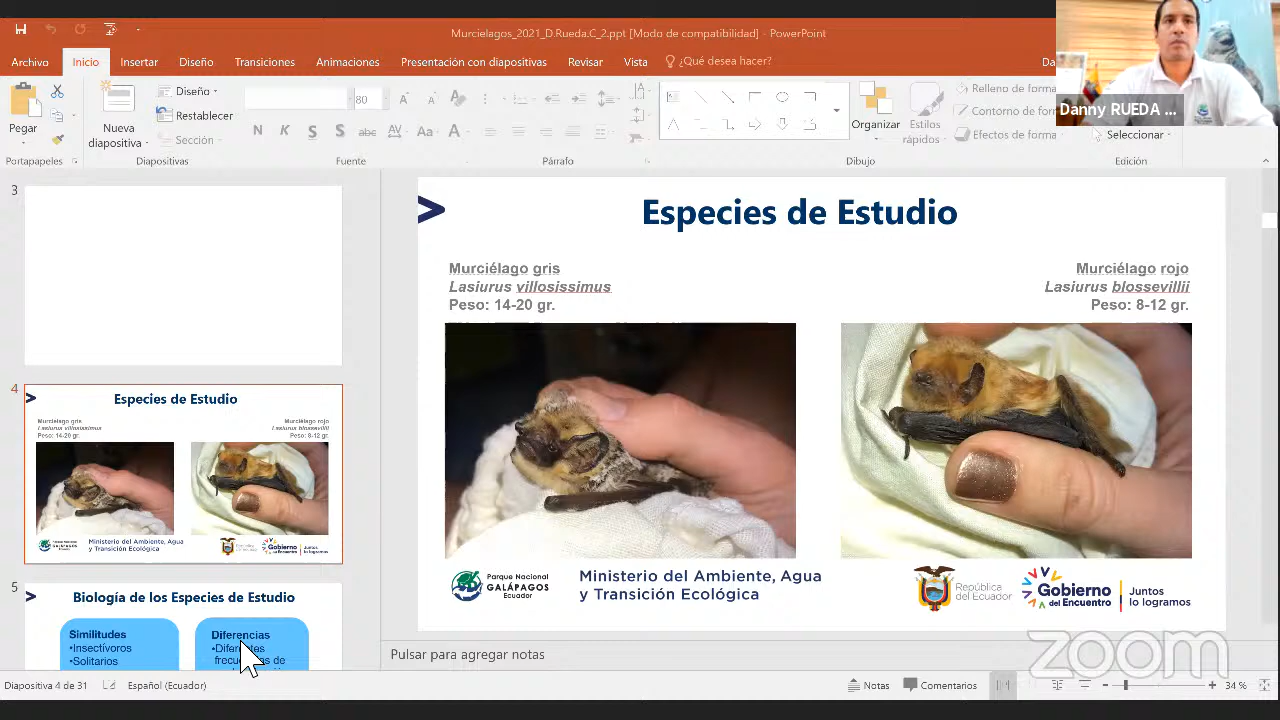 Murcielagos_2021_D.Rueda.C_2.ppt [Modo de compatibilidad] - PowerPoint
Archivo Inicio Insertar Diseño Transiciones Animaciones Presentación con diapositivas Revisar Vista ¿Qué desea hacer? Da
Danny RUEDA ...
Pegar
Nueva diapositiva
Diseño
Restablecer
Sección
80
N K S S abc AV Aa A
Organizar
Estilos rápidos
Relleno de forma
Contorno de forma
Efectos de forma
Seleccionar
Portapapeles Diapositivas Fuente Párrafo Dibujo Edición
3
4
Especies de Estudio
Murciélago gris
Lasiurus villosissimus
Peso: 14-20 gr.
Murciélago rojo
Lasiurus blossevillii
Peso: 8-12 gr.
Ministerio del Ambiente, Agua
y Transición Ecológica
Gobierno
del Encuentro
Juntos
lo logramos
5
Biología de los Especies de Estudio
Similitudes
•Insectívoros
•Solitarios
Diferencias
•Diferentes
frecuencias de
> Especies de Estudio
Murciélago gris
Lasiurus villosissimus
Peso: 14-20 gr.
Murciélago rojo
Lasiurus blossevillii
Peso: 8-12 gr.
Parque Nacional
GALÁPAGOS
Ecuador
Ministerio del Ambiente, Agua
y Transición Ecológica
República
del Ecuador
Gobierno
del Encuentro
Juntos
lo logramos
Pulsar para agregar notas
zoom
Diapositiva 4 de 31 Español (Ecuador) Notas Comentarios 34 %